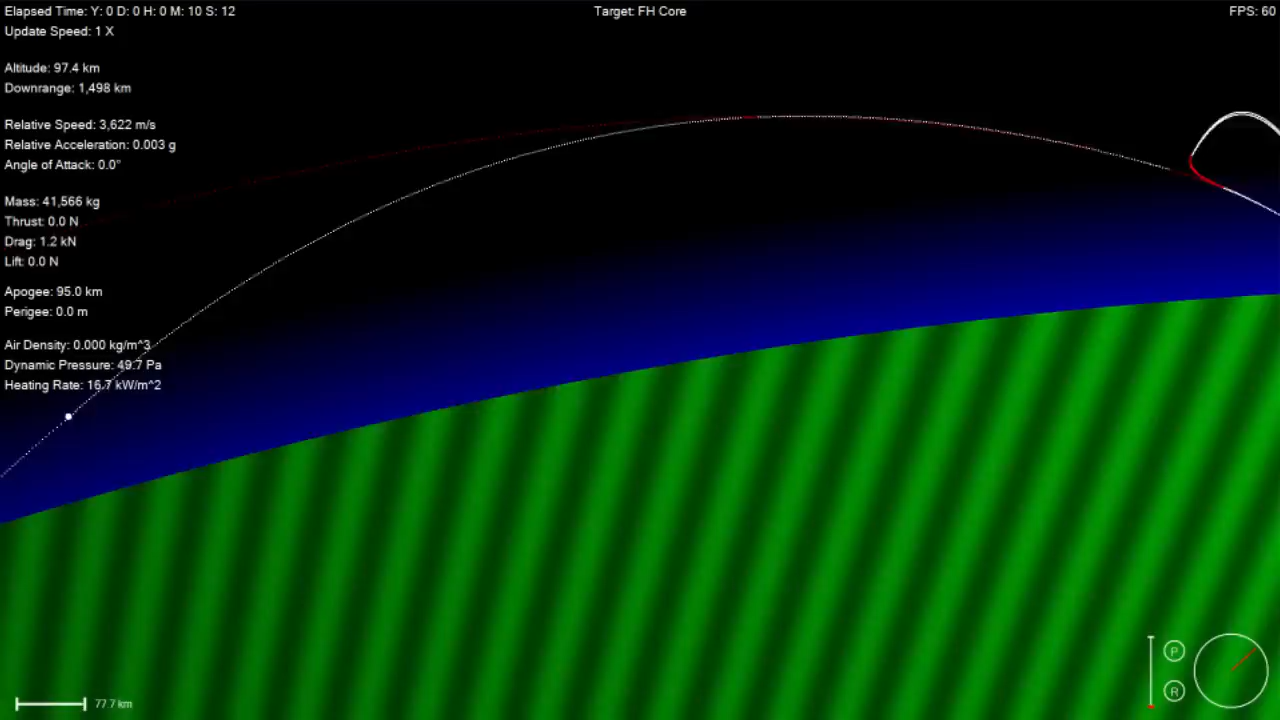 Elapsed Time: Y: 0 D: 0 H: 0 M: 10 S: 12
Target: FH Core
FPS: 60
Update Speed: 1 X
Altitude: 97.4 km
Downrange: 1,498 km
Relative Speed: 3,622 m/s
Relative Acceleration: 0.003 g
Angle of Attack: 0.0°
Mass: 41,566 kg
Thrust: 0.0 N
Drag: 1.2 kN
Lift: 0.0 N
Apogee: 95.0 km
Perigee: 0.0 m
Air Density: 0.000 kg/m^3
Dynamic Pressure: 49.7 Pa
Heating Rate: 16.7 kW/m^2
P
R
77.7 km